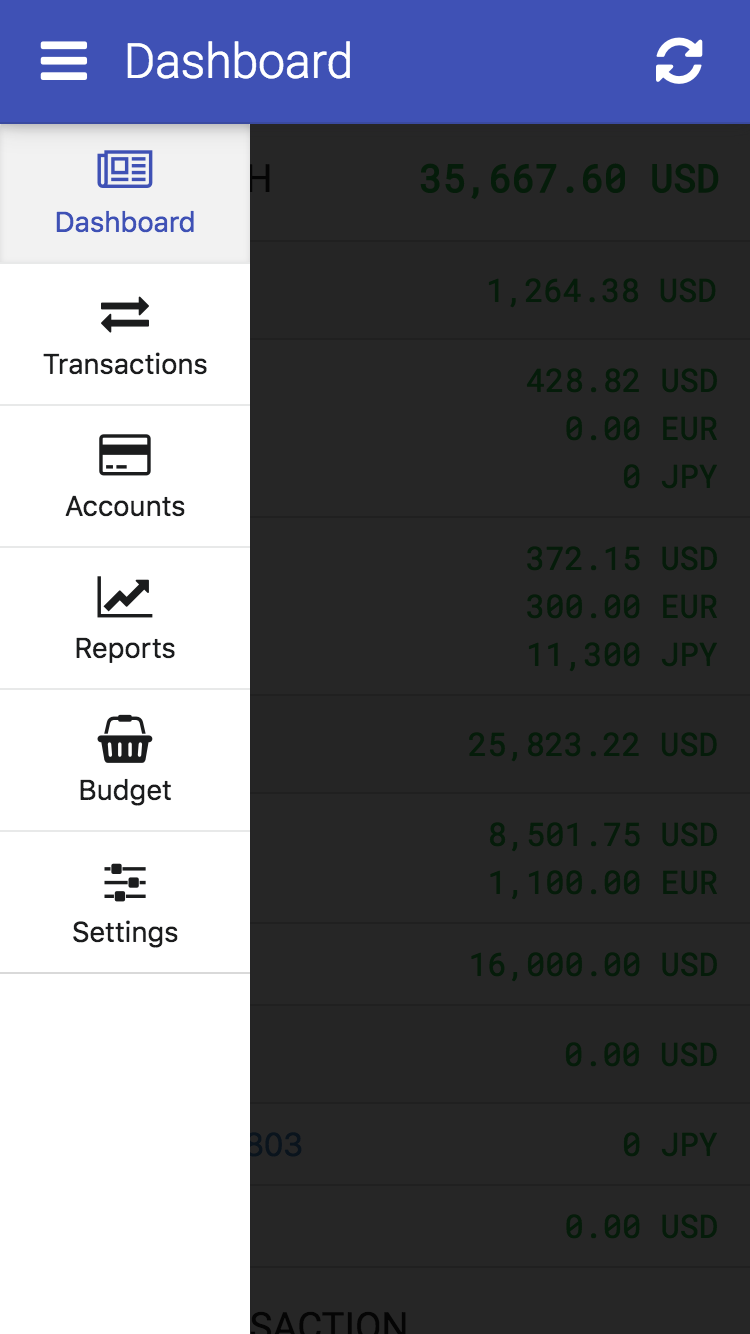 Dashboard
Dashboard
H 35,667.60 USD
1,264.38 USD
Transactions
428.82 USD
0.00 EUR
0 JPY
Accounts
372.15 USD
300.00 EUR
11,300 JPY
Reports
25,823.22 USD
Budget
8,501.75 USD
1,100.00 EUR
Settings
16,000.00 USD
0.00 USD
803 0 JPY
0.00 USD
SACTION